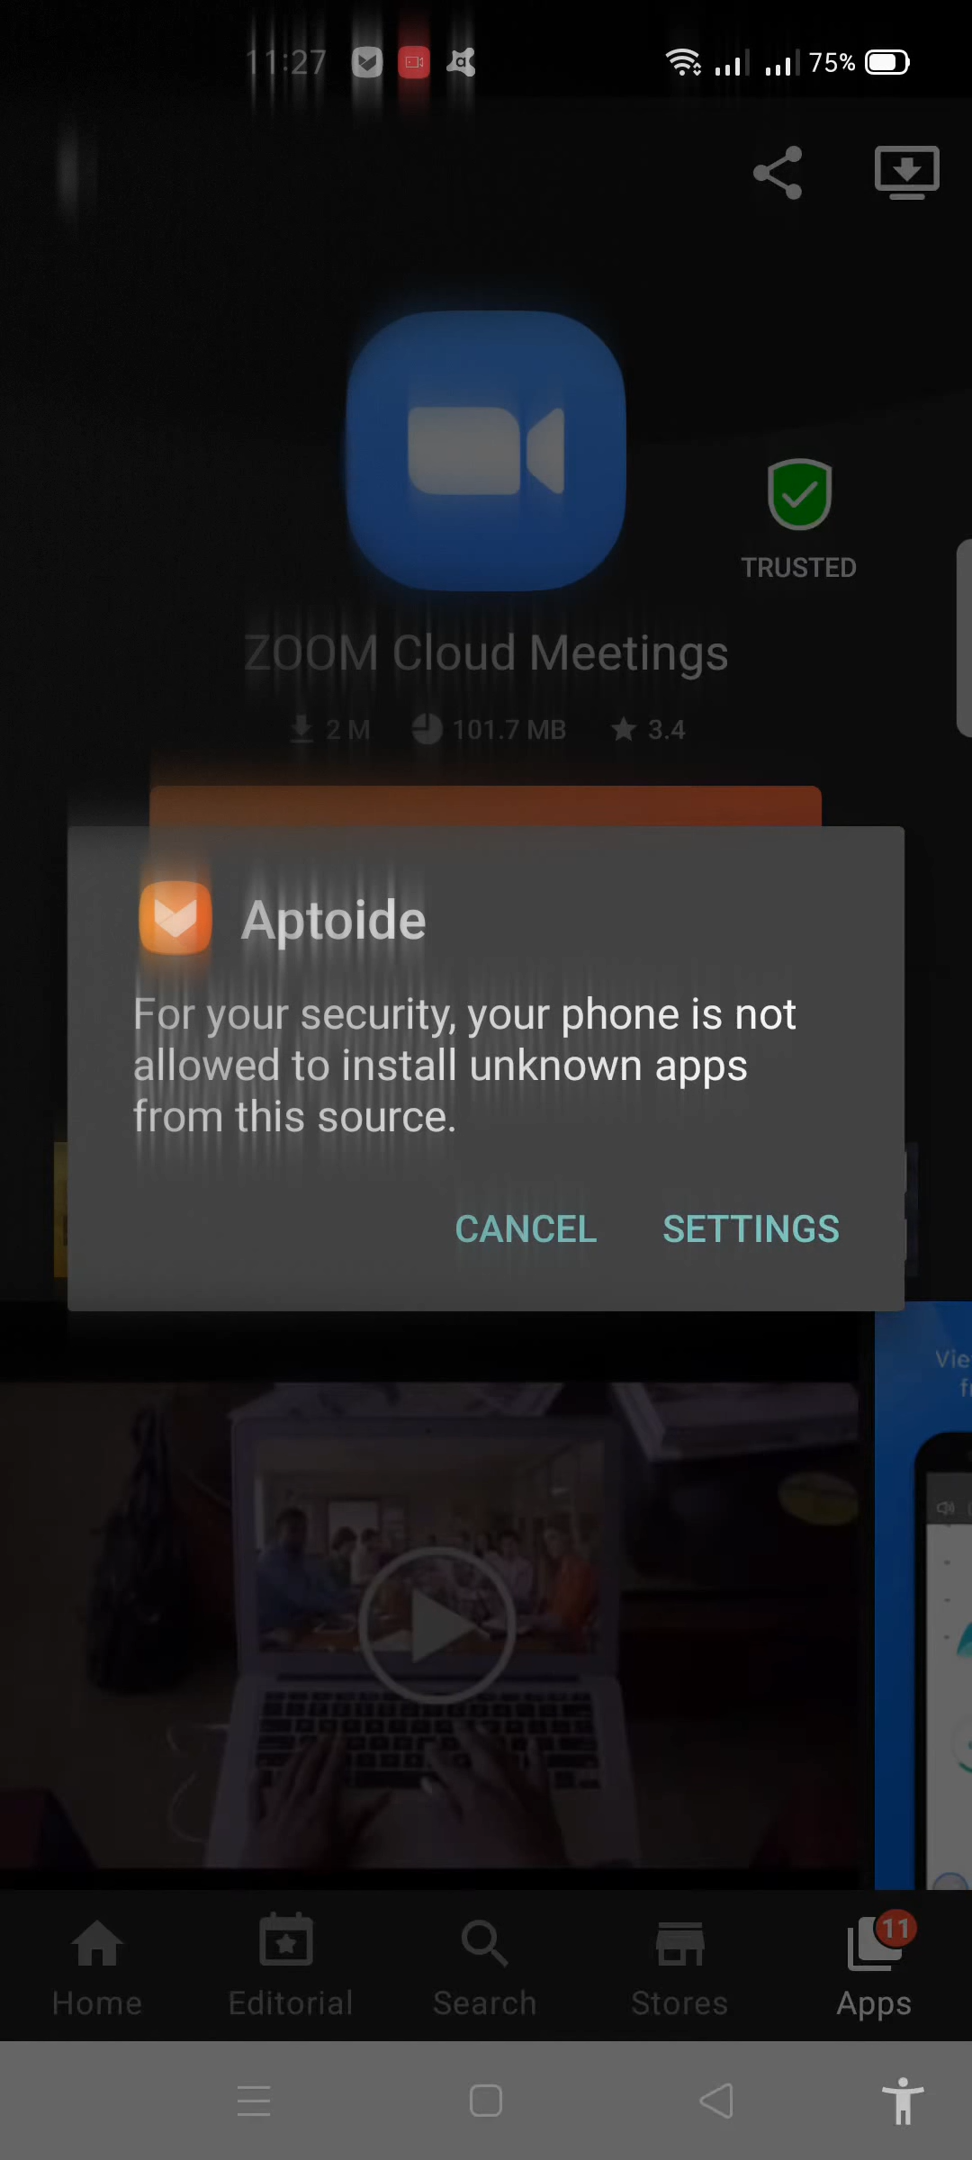 11:27
75%
TRUSTED
ZOOM Cloud Meetings
2 M 101.7 MB 3.4
Aptoide
For your security, your phone is not
allowed to install unknown apps
from this source.
CANCEL SETTINGS
Vie
11
Home Editorial Search Stores Apps